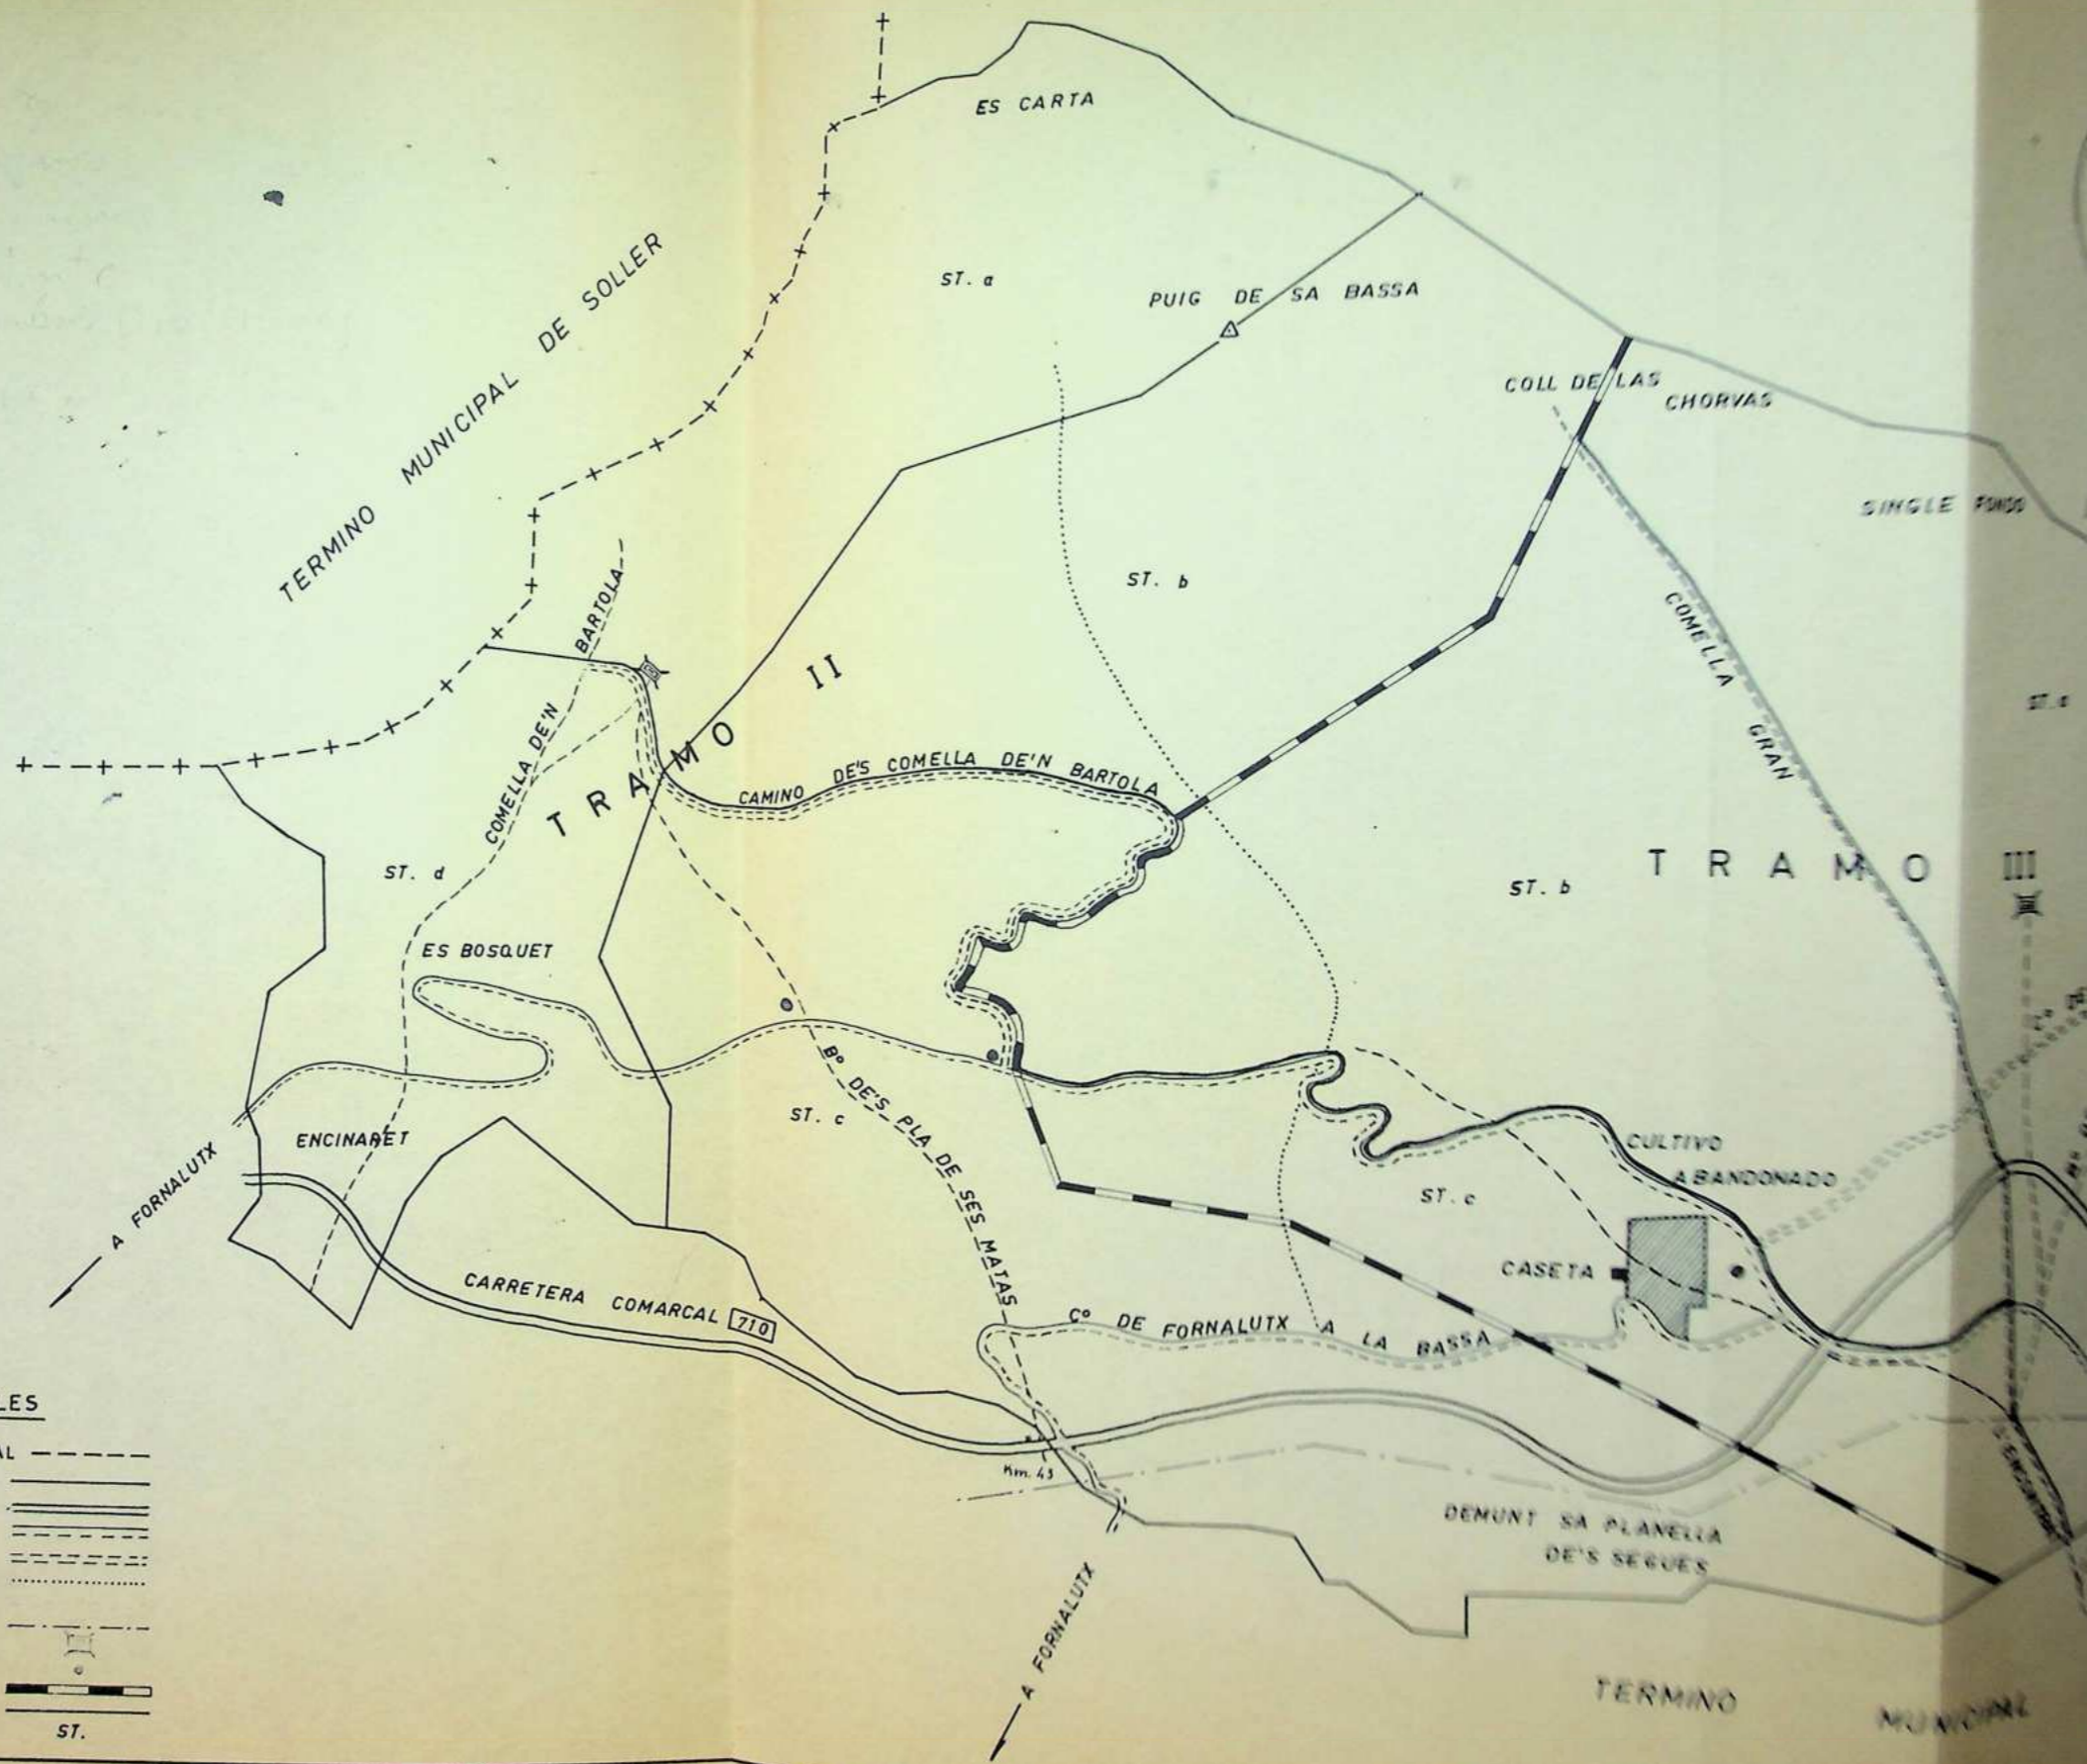 ES CARTA
TERMINO MUNICIPAL DE SOLLER
ST. a
PUIG DE SA BASSA
COLL DE LAS CHORVAS
SINGLE FONDO
ST. b
COMELLA GRAN
ST. a
COMELLA DE'N BARTOLA
TRAMO II
CAMINO DE'S COMELLA DE'N BARTOLA
TRAMO III
ST. b
ST. d
ES BOSQUET
Bº DE'S PLA DE SES MATAS
ST. c
ENCINARET
A FORNALUTX
CULTIVO
ABANDONADO
ST. c
CASETA
CARRETERA COMARCAL 710
Cº DE FORNALUTX A LA BASSA
Km. 43
DEMUNT SA PLANELLA
DE'S SEGUES
A FORNALUTX
TERMINO MUNICIPAL
LES
AL
ST.